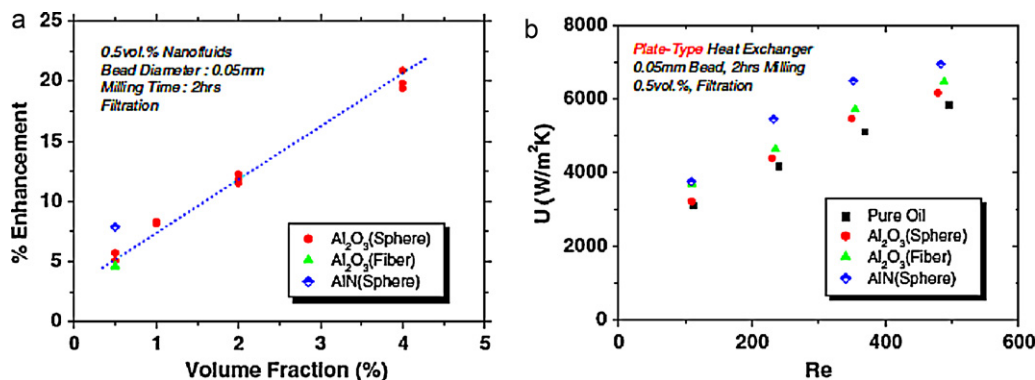 a
% Enhancement
25
20
15
10
5
0
0.5vol.% Nanofluids
Bead Diameter : 0.05mm
Milling Time : 2hrs
Filtration
Al₂O₃(Sphere)
Al₂O₃(Fiber)
AlN(Sphere)
0 1 2 3 4 5
Volume Fraction (%)
b
U (W/m²K)
8000
6000
4000
2000
0
Plate-Type Heat Exchanger
0.05mm Bead, 2hrs Milling
0.5vol.%, Filtration
Pure Oil
Al₂O₃(Sphere)
Al₂O₃(Fiber)
AlN(Sphere)
0 200 400 600
Re